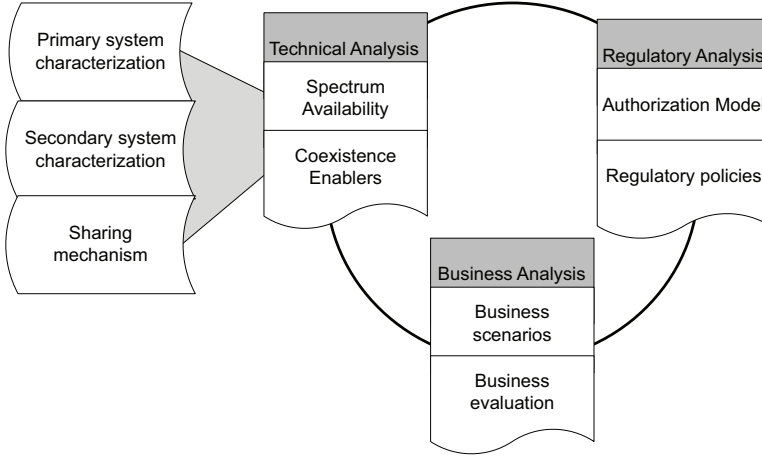 Primary system
characterization
Secondary system
characterization
Sharing
mechanism
Technical Analysis
Spectrum
Availability
Coexistence
Enablers
Regulatory Analysis
Authorization Model
Regulatory policies
Business Analysis
Business
scenarios
Business
evaluation